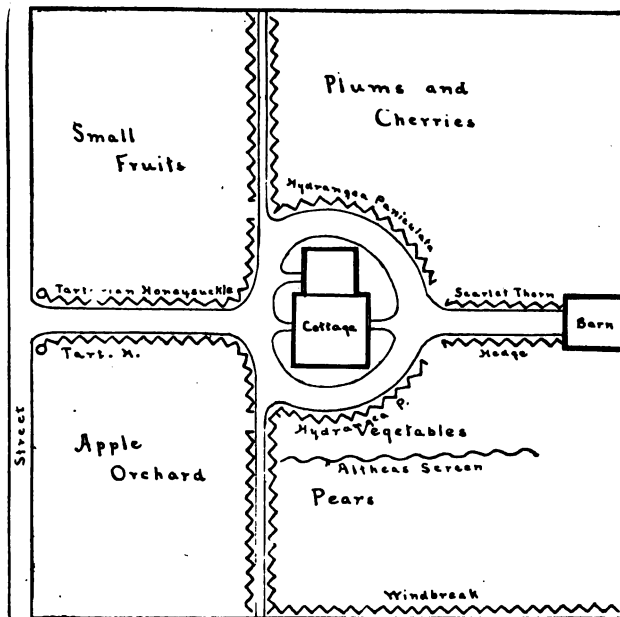 Plums and
Cherries
Small
Fruits
Hydrangea Paniculata
Honeysuckle
Scarlet Thorn
Cottage
Barn
Tart. H.
Hedge
Street
Hydrangea P.
Vegetables
Apple
Orchard
Altheas Screen
Pears
Windbreak